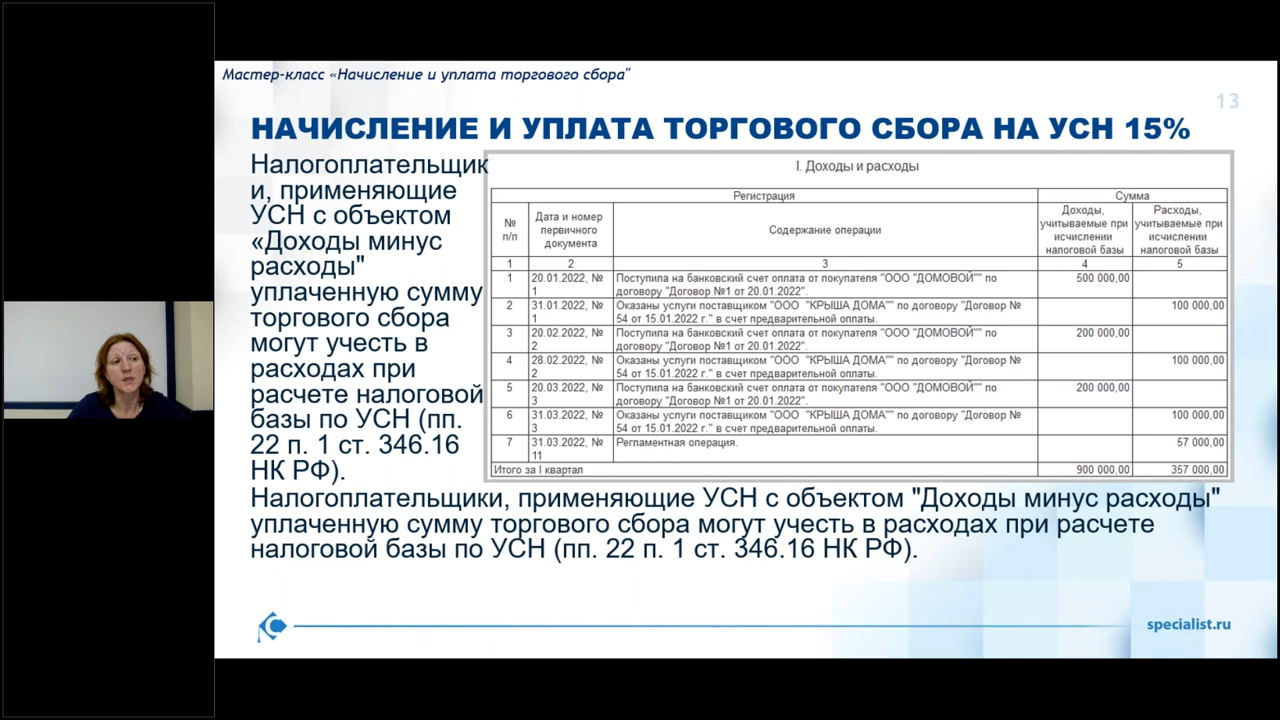 Мастер-класс «Начисление и уплата торгового сбора"
13
НАЧИСЛЕНИЕ И УПЛАТА ТОРГОВОГО СБОРА НА УСН 15%
Налогоплательщик
и, применяющие
УСН с объектом
«Доходы минус
расходы"
уплаченную сумму
торгового сбора
могут учесть в
расходах при
расчете налоговой
базы по УСН (пп.
22 п. 1 ст. 346.16
НК РФ).
I. Доходы и расходы
Регистрация Сумма
№ п/п Дата и номер первичного документа Содержание операции Доходы, учитываемые при исчислении налоговой базы Расходы, учитываемые при исчислении налоговой базы
1 2 3 4 5
1 20.01.2022, № Поступила на банковский счет оплата от покупателя "ООО "ДОМОВОЙ"" по 500 000,00
1 договору "Договор №1 от 20.01.2022".
2 31.01.2022, № Оказаны услуги поставщиком "ООО "КРЫША ДОМА"" по договору "Договор № 100 000,00
1 54 от 15.01.2022 г." в счет предварительной оплаты.
3 20.02.2022, № Поступила на банковский счет оплата от покупателя "ООО "ДОМОВОЙ"" по 200 000,00
2 договору "Договор №1 от 20.01.2022".
4 28.02.2022, № Оказаны услуги поставщиком "ООО "КРЫША ДОМА"" по договору "Договор № 100 000,00
2 54 от 15.01.2022 г." в счет предварительной оплаты.
5 20.03.2022, № Поступила на банковский счет оплата от покупателя "ООО "ДОМОВОЙ"" по 200 000,00
3 договору "Договор №1 от 20.01.2022".
6 31.03.2022, № Оказаны услуги поставщиком "ООО "КРЫША ДОМА"" по договору "Договор № 100 000,00
3 54 от 15.01.2022 г." в счет предварительной оплаты.
7 31.03.2022, № Регламентная операция. 57 000,00
11
Итого за I квартал 900 000,00 357 000,00
Налогоплательщики, применяющие УСН с объектом "Доходы минус расходы"
уплаченную сумму торгового сбора могут учесть в расходах при расчете
налоговой базы по УСН (пп. 22 п. 1 ст. 346.16 НК РФ).
specialist.ru